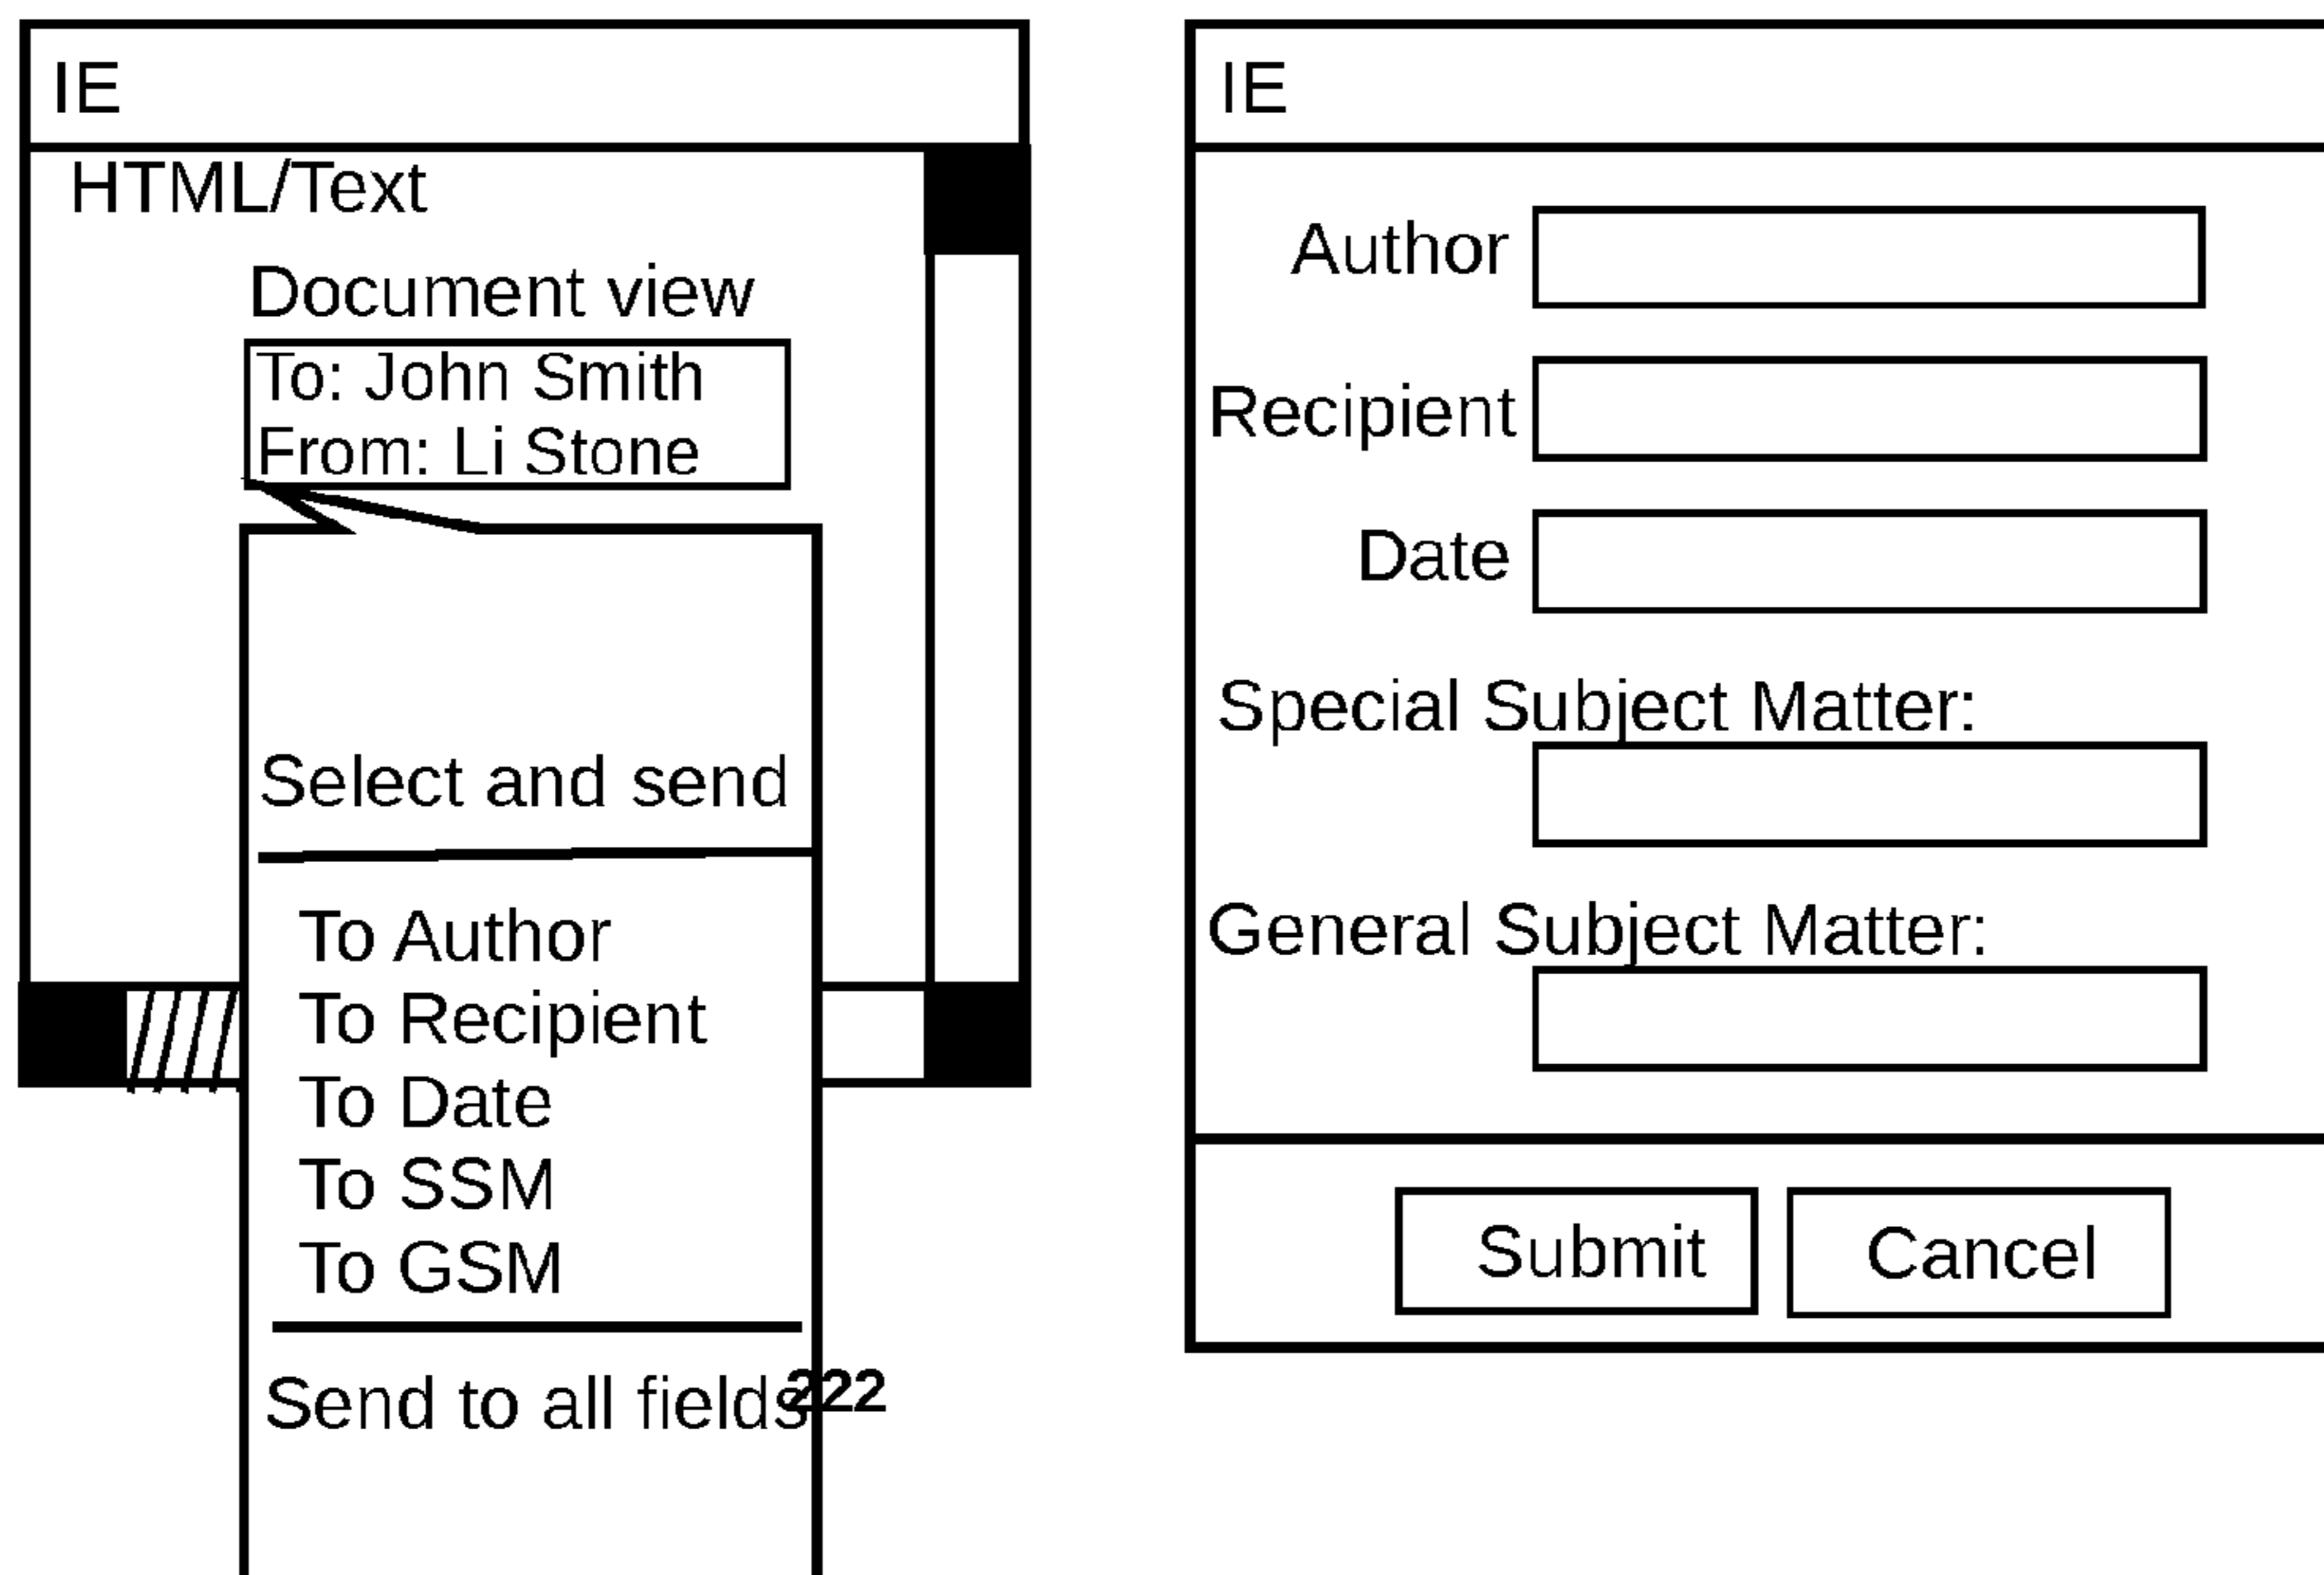 IE
HTML/Text
Document view
To: John Smith
From: Li Stone
Select and send
To Author
To Recipient
To Date
To SSM
To GSM
Send to all fields
222
IE
Author
Recipient
Date
Special Subject Matter:
General Subject Matter:
Submit
Cancel